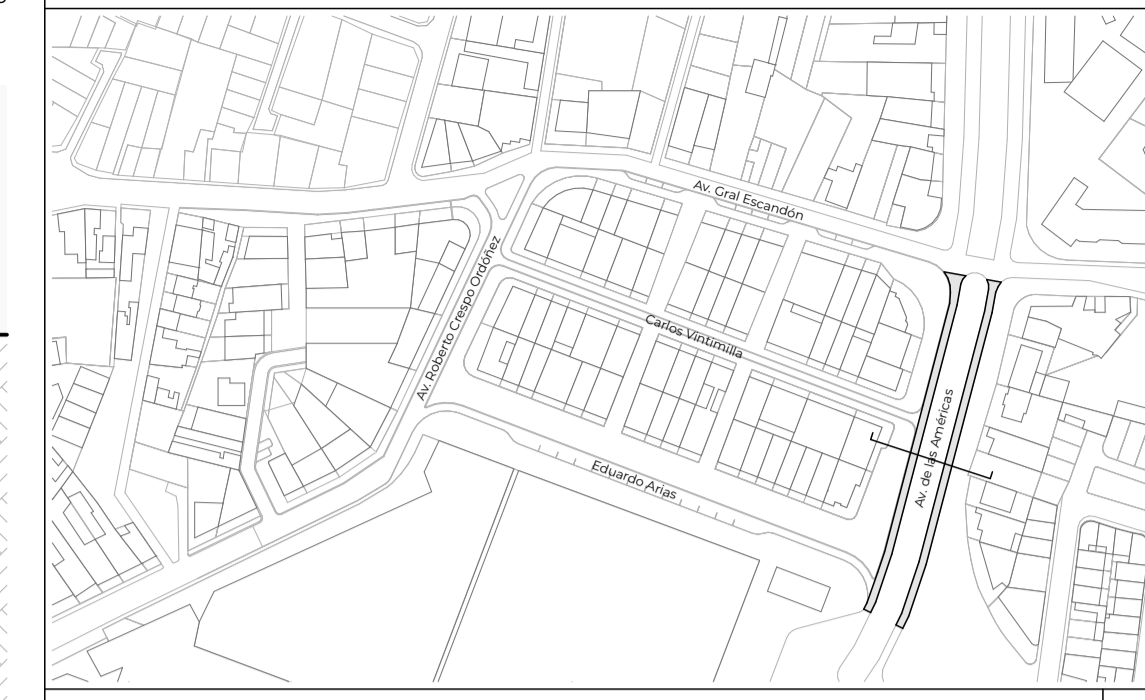 Av. Gral Escandón
Av. Roberto Crespo Ordóñez
Carlos Vintimilla
Av. de las Américas
Eduardo Arias